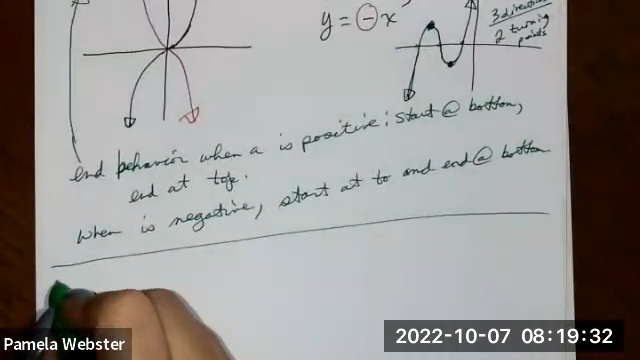 y = -x³
3 directions
2 turning points
end behavior when a is positive: start @ bottom,
end at top.
when is negative, start at to and end @ bottom.
Pamela Webster
2022-10-07 08:19:32